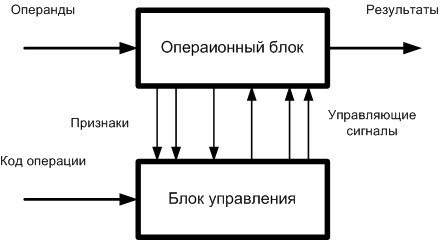 Операнды
Результаты
Операионный блок
Признаки
Управляющие
сигналы
Код операции
Блок управления